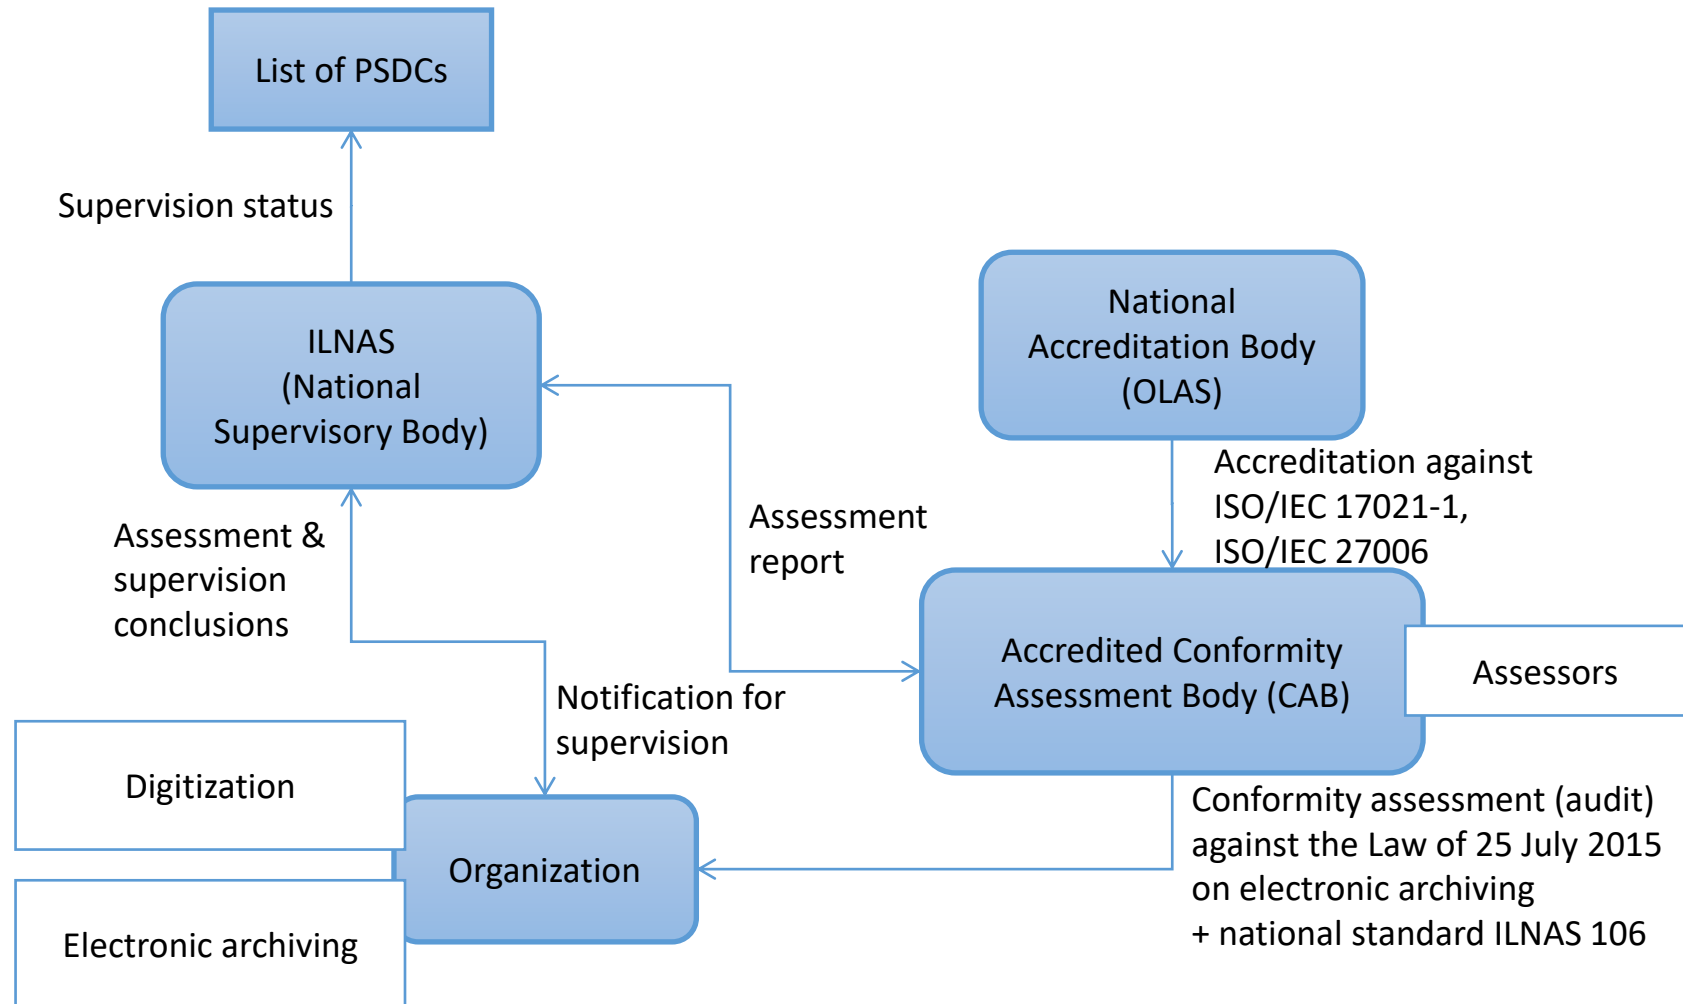 List of PSDCs
Supervision status
ILNAS
(National
Supervisory Body)
National
Accreditation Body
(OLAS)
Accreditation against
ISO/IEC 17021-1,
ISO/IEC 27006
Assessment
report
Assessment &
supervision
conclusions
Accredited Conformity
Assessment Body (CAB)
Assessors
Notification for
supervision
Digitization
Organization
Electronic archiving
Conformity assessment (audit)
against the Law of 25 July 2015
on electronic archiving
+ national standard ILNAS 106